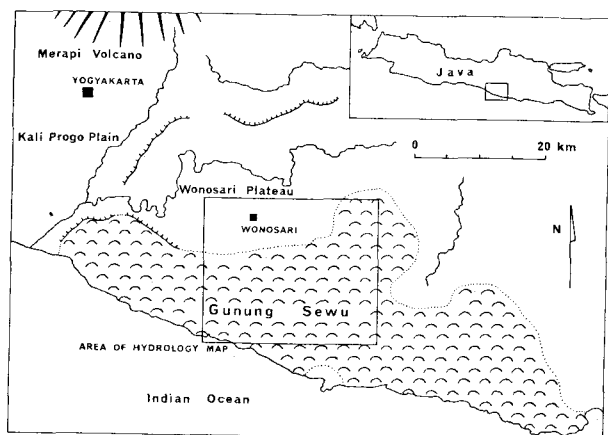 Merapi Volcano
YOGYAKARTA
Kali Progo Plain
Java
0 20 km
Wonosari Plateau
WONOSARI
N
Gunung Sewu
AREA OF HYDROLOGY MAP
Indian Ocean